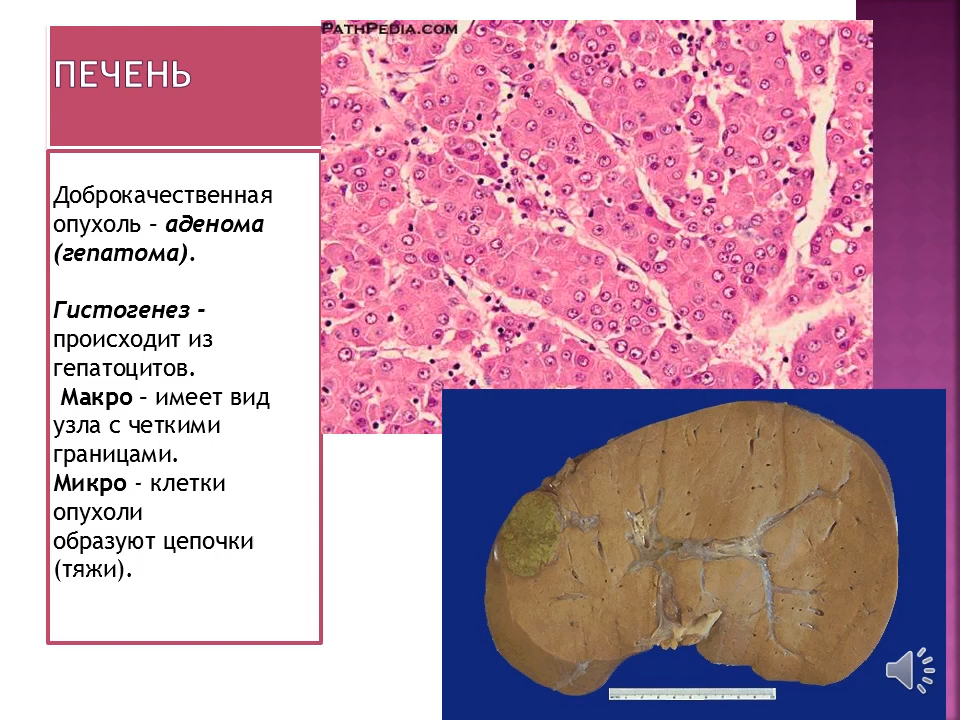 PATHPEDIA.COM
ПЕЧЕНЬ
Доброкачественная
опухоль – аденома
(гепатома).
Гистогенез -
происходит из
гепатоцитов.
Макро – имеет вид
узла с четкими
границами.
Микро - клетки
опухоли
образуют цепочки
(тяжи).